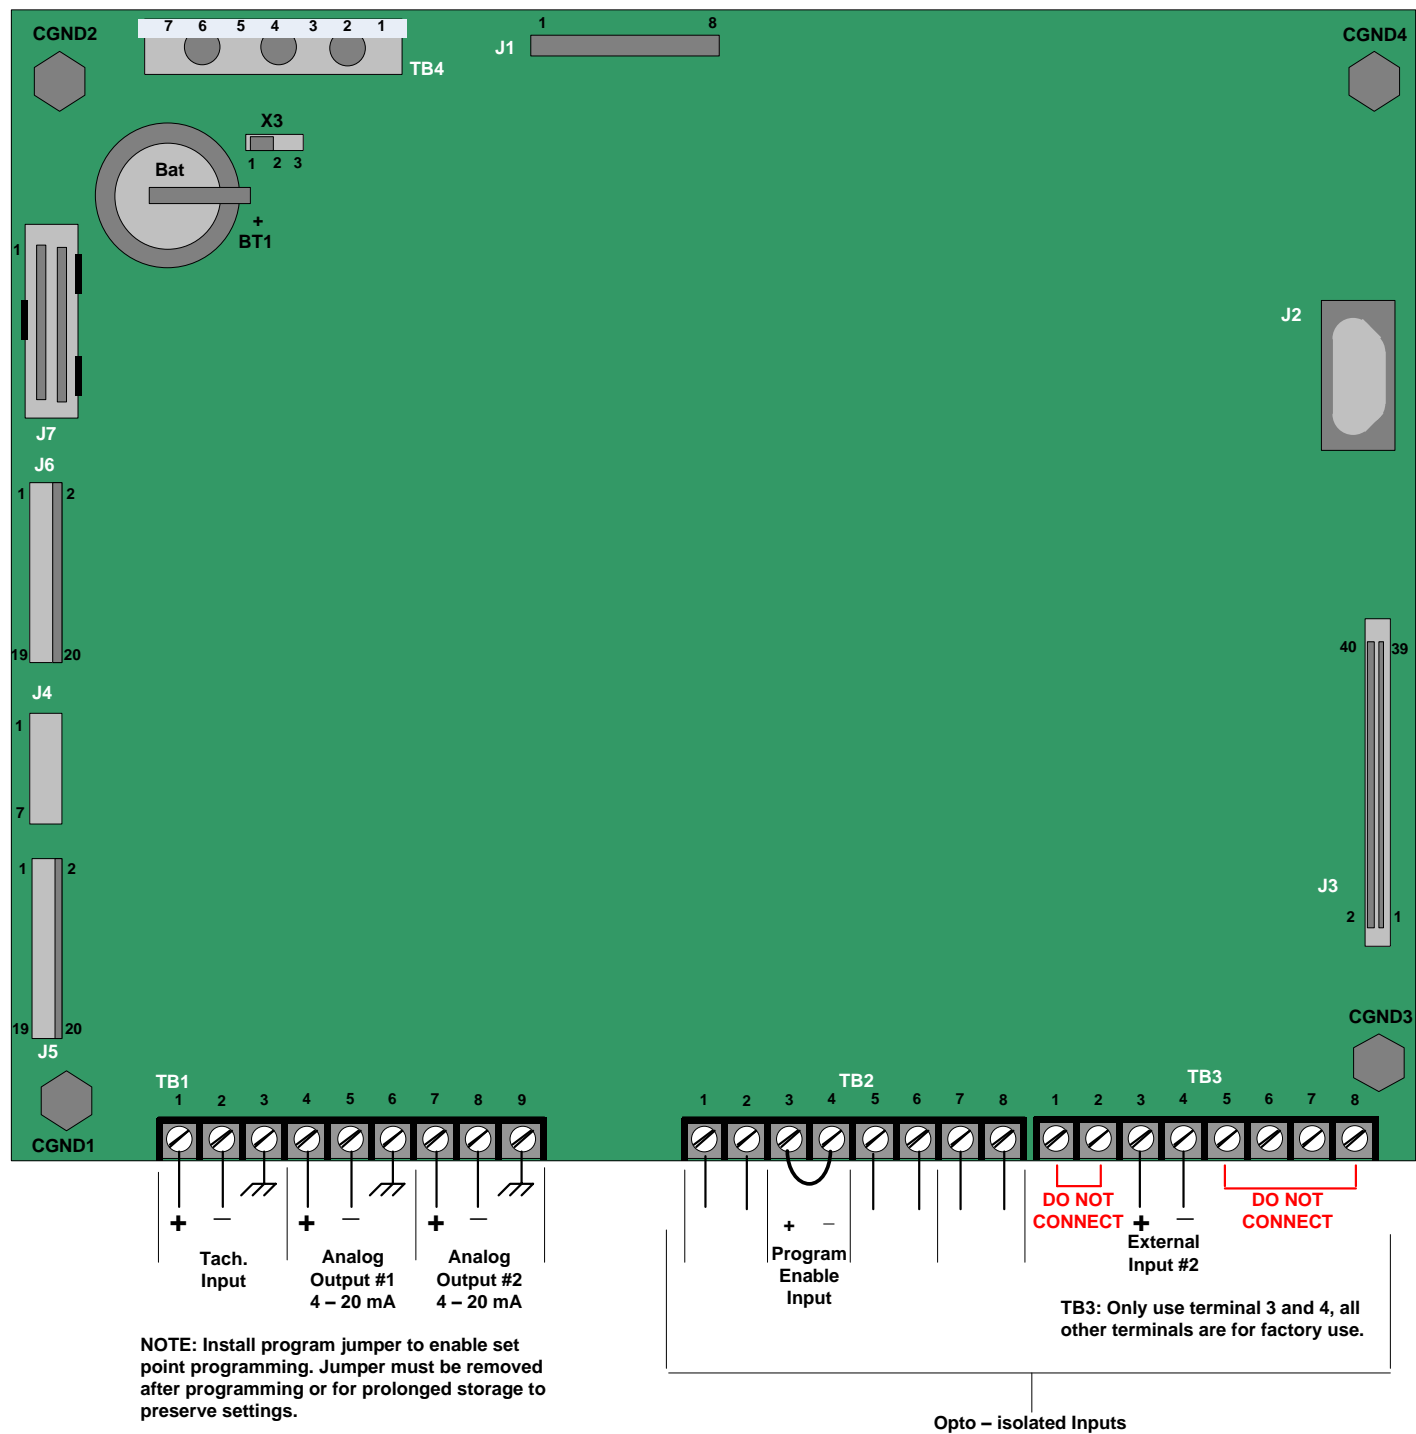 7 6 5 4 3 2 1
1 8
CGND2
J1
CGND4
TB4
X3
1 2 3
Bat
+
BT1
1
J2
J7
J6
1 2
19 20
40 39
J4
1
7
1 2
J3
2 1
19 20
J5
CGND3
TB1
TB2
TB3
1 2 3 4 5 6 7 8 9
1 2 3 4 5 6 7 8
1 2 3 4 5 6 7 8
CGND1
+ – + – + –
+ –
+ –
DO NOT
CONNECT
DO NOT
CONNECT
Tach.
Input
Analog
Output #1
4 – 20 mA
Analog
Output #2
4 – 20 mA
Program
Enable
Input
External
Input #2
TB3: Only use terminal 3 and 4, all
other terminals are for factory use.
NOTE: Install program jumper to enable set
point programming. Jumper must be removed
after programming or for prolonged storage to
preserve settings.
Opto – isolated Inputs